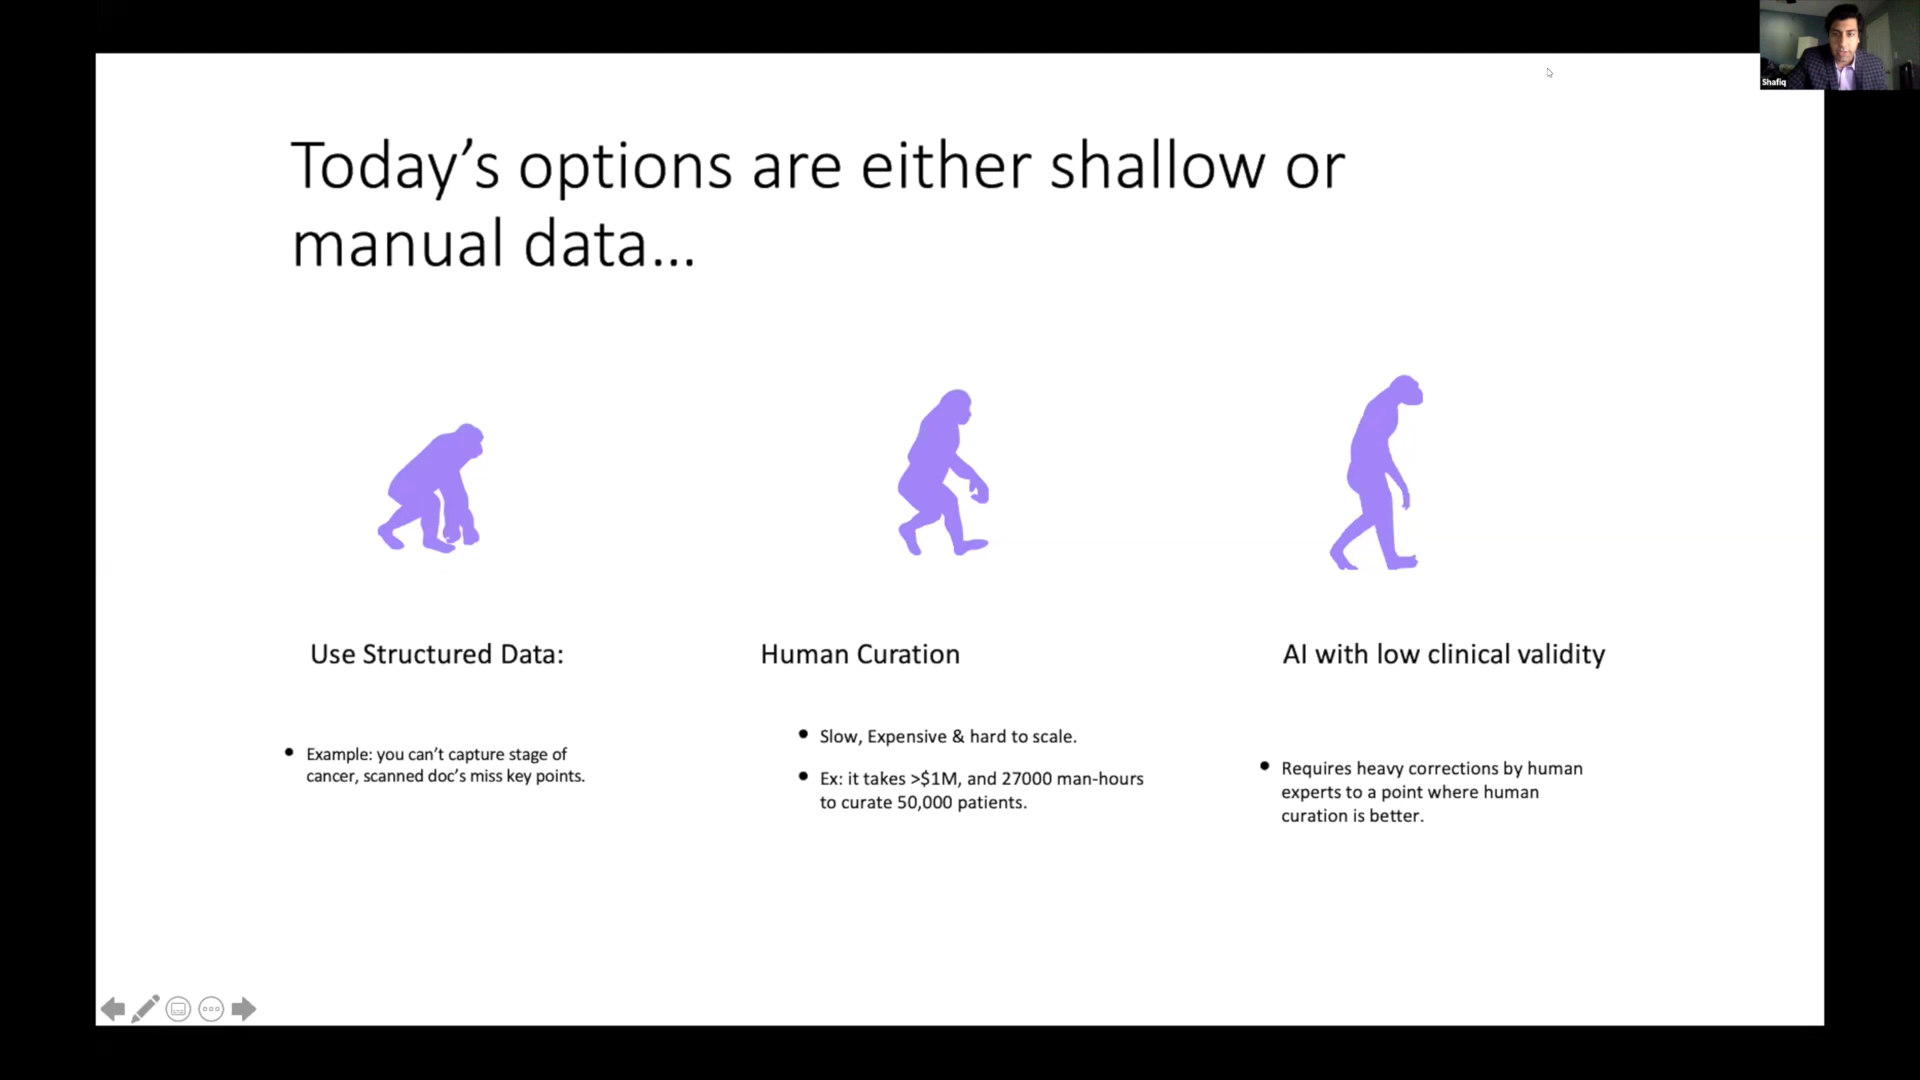 Shafiq
Today’s options are either shallow or
manual data...
Use Structured Data:
Example: you can’t capture stage of
cancer, scanned doc’s miss key points.
Human Curation
Slow, Expensive & hard to scale.
Ex: it takes >$1M, and 27000 man-hours
to curate 50,000 patients.
AI with low clinical validity
Requires heavy corrections by human
experts to a point where human
curation is better.